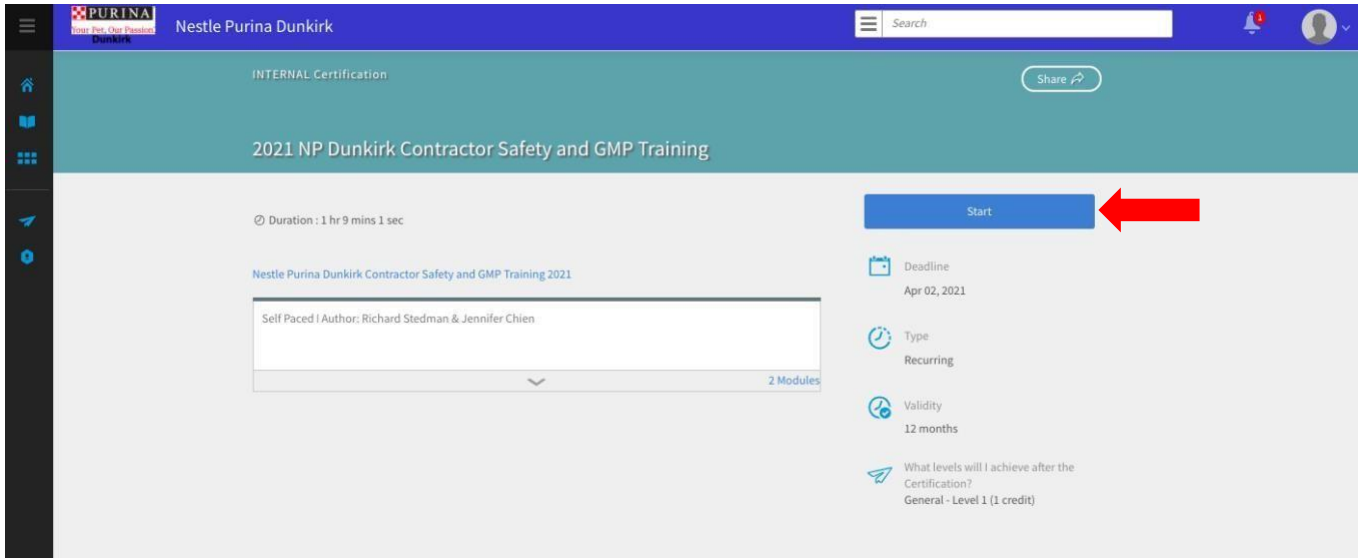 PURINA
Your Pet, Our Passion.
Dunkirk
Nestle Purina Dunkirk
Search
1
INTERNAL Certification
Share
2021 NP Dunkirk Contractor Safety and GMP Training
Duration : 1 hr 9 mins 1 sec
Start
Nestle Purina Dunkirk Contractor Safety and GMP Training 2021
Self Paced | Author: Richard Stedman & Jennifer Chien
2 Modules
Deadline
Apr 02, 2021
Type
Recurring
Validity
12 months
What levels will I achieve after the
Certification?
General - Level 1 (1 credit)